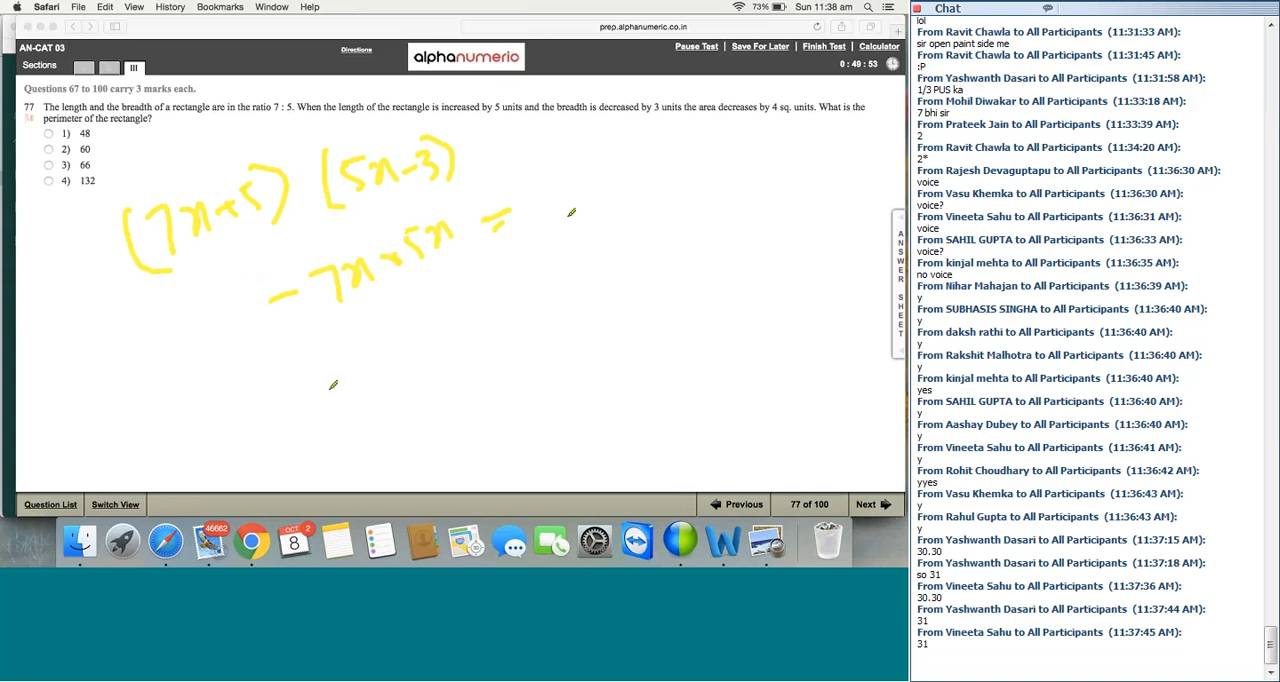 Safari File Edit View History Bookmarks Window Help
73% Sun 11:38 am
prep.alphanumeric.co.in
AN-CAT 03
Directions
alphanumeric
Pause Test Save For Later Finish Test Calculator
Sections
III
0 : 49 : 53
Questions 67 to 100 carry 3 marks each.
77 The length and the breadth of a rectangle are in the ratio 7 : 5. When the length of the rectangle is increased by 5 units and the breadth is decreased by 3 units the area decreases by 4 sq. units. What is the
perimeter of the rectangle?
1) 48
2) 60
3) 66
4) 132
(7x+5) (5x-3)
- 7x × 5x =
ANSWER SHEET
Question List Switch View
Previous 77 of 100 Next
46662
OCT 2
8
Chat
lol
From Ravit Chawla to All Participants (11:31:33 AM):
sir open paint side me
From Ravit Chawla to All Participants (11:31:45 AM):
:P
From Yashwanth Dasari to All Participants (11:31:58 AM):
1/3 PUS ka
From Mohil Diwakar to All Participants (11:33:18 AM):
7 bhi sir
From Prateek Jain to All Participants (11:33:39 AM):
2
From Ravit Chawla to All Participants (11:34:20 AM):
2*
From Rajesh Devaguptapu to All Participants (11:36:30 AM):
voice
From Vasu Khemka to All Participants (11:36:30 AM):
voice?
From Vineeta Sahu to All Participants (11:36:31 AM):
voice
From SAHIL GUPTA to All Participants (11:36:33 AM):
voice?
From kinjal mehta to All Participants (11:36:35 AM):
no voice
From Nihar Mahajan to All Participants (11:36:39 AM):
y
From SUBHASIS SINGHA to All Participants (11:36:40 AM):
y
From daksh rathi to All Participants (11:36:40 AM):
y
From Rakshit Malhotra to All Participants (11:36:40 AM):
y
From kinjal mehta to All Participants (11:36:40 AM):
yes
From SAHIL GUPTA to All Participants (11:36:40 AM):
y
From Aashay Dubey to All Participants (11:36:40 AM):
y
From Vineeta Sahu to All Participants (11:36:41 AM):
y
From Rohit Choudhary to All Participants (11:36:42 AM):
yyes
From Vasu Khemka to All Participants (11:36:43 AM):
y
From Rahul Gupta to All Participants (11:36:43 AM):
y
From Yashwanth Dasari to All Participants (11:37:15 AM):
30.30
From Yashwanth Dasari to All Participants (11:37:18 AM):
so 31
From Vineeta Sahu to All Participants (11:37:36 AM):
30.30
From Yashwanth Dasari to All Participants (11:37:44 AM):
31
From Vineeta Sahu to All Participants (11:37:45 AM):
31